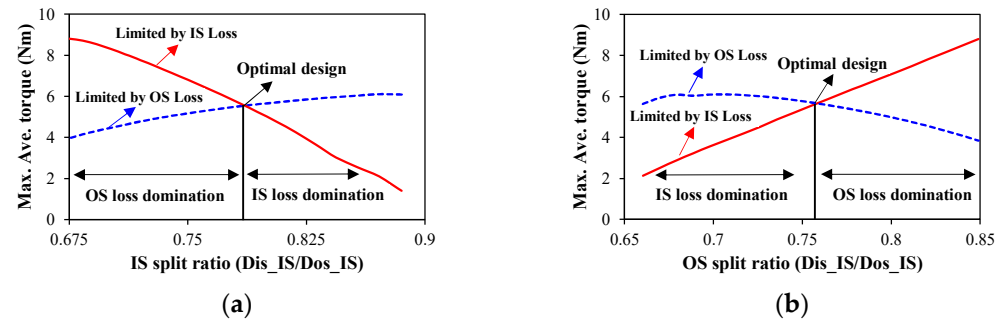 Max. Ave. torque (Nm)
10
8
6
4
2
0
Limited by IS Loss
Optimal design
Limited by OS Loss
OS loss domination
IS loss domination
0.675
0.75
0.825
0.9
IS split ratio (Dis_IS/Dos_IS)
(a)
Max. Ave. torque (Nm)
10
8
6
4
2
0
Limited by OS Loss
Optimal design
Limited by IS Loss
IS loss domination
OS loss domination
0.65
0.7
0.75
0.8
0.85
OS split ratio (Dis_IS/Dos_IS)
(b)